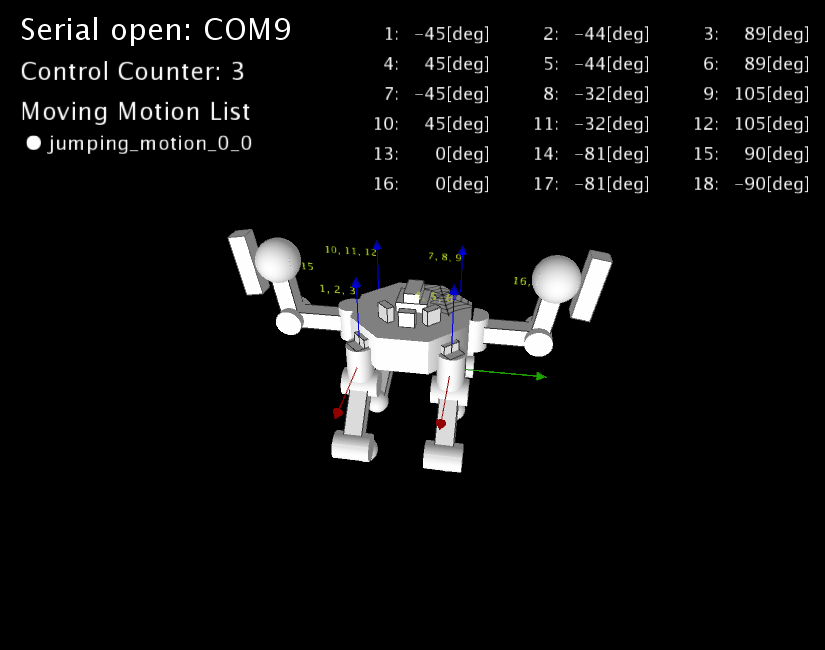 Serial open: COM9
Control Counter: 3
Moving Motion List
jumping_motion_0_0
1: -45[deg] 2: -44[deg] 3: 89[deg]
4: 45[deg] 5: -44[deg] 6: 89[deg]
7: -45[deg] 8: -32[deg] 9: 105[deg]
10: 45[deg] 11: -32[deg] 12: 105[deg]
13: 0[deg] 14: -81[deg] 15: 90[deg]
16: 0[deg] 17: -81[deg] 18: -90[deg]
10, 11, 12
7, 8, 9
15
16,
1, 2, 3